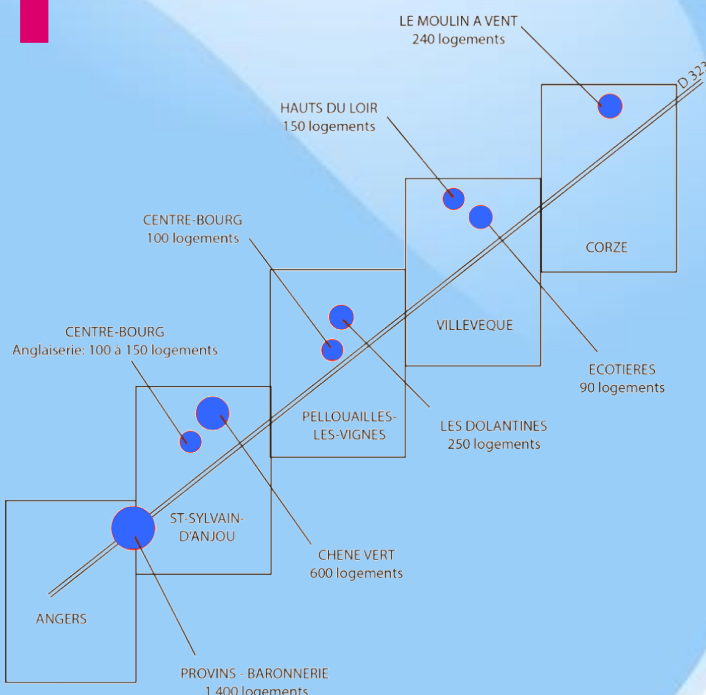 LE MOULIN A VENT
240 logements
D 323
HAUTS DU LOIR
150 logements
CORZE
CENTRE-BOURG
100 logements
VILLEVEQUE
CENTRE-BOURG
Anglaiserie: 100 à 150 logements
ECOTIERES
90 logements
PELLOUAILLES-
LES-VIGNES
LES DOLANTINES
250 logements
ST-SYLVAIN-
D'ANJOU
CHENE VERT
600 logements
ANGERS
PROVINS - BARONNERIE
1 400 logements